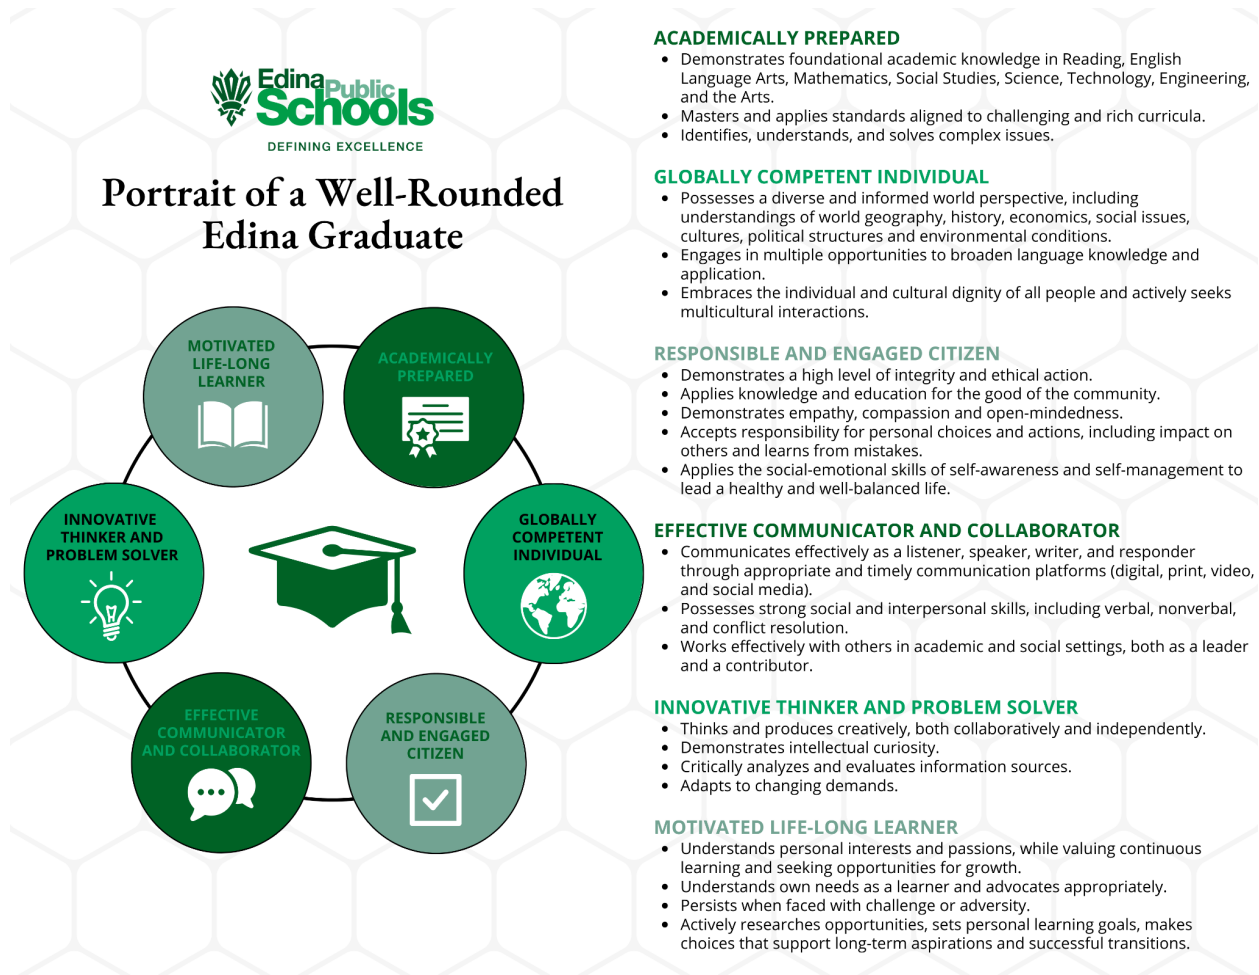 Edina Public
Schools
DEFINING EXCELLENCE
Portrait of a Well-Rounded
Edina Graduate
MOTIVATED
LIFE-LONG
LEARNER
ACADEMICALLY
PREPARED
INNOVATIVE
THINKER AND
PROBLEM SOLVER
GLOBALLY
COMPETENT
INDIVIDUAL
EFFECTIVE
COMMUNICATOR
AND COLLABORATOR
RESPONSIBLE
AND ENGAGED
CITIZEN
ACADEMICALLY PREPARED
• Demonstrates foundational academic knowledge in Reading, English
Language Arts, Mathematics, Social Studies, Science, Technology, Engineering,
and the Arts.
• Masters and applies standards aligned to challenging and rich curricula.
• Identifies, understands, and solves complex issues.
GLOBALLY COMPETENT INDIVIDUAL
• Possesses a diverse and informed world perspective, including
understandings of world geography, history, economics, social issues,
cultures, political structures and environmental conditions.
• Engages in multiple opportunities to broaden language knowledge and
application.
• Embraces the individual and cultural dignity of all people and actively seeks
multicultural interactions.
RESPONSIBLE AND ENGAGED CITIZEN
• Demonstrates a high level of integrity and ethical action.
• Applies knowledge and education for the good of the community.
• Demonstrates empathy, compassion and open-mindedness.
• Accepts responsibility for personal choices and actions, including impact on
others and learns from mistakes.
• Applies the social-emotional skills of self-awareness and self-management to
lead a healthy and well-balanced life.
EFFECTIVE COMMUNICATOR AND COLLABORATOR
• Communicates effectively as a listener, speaker, writer, and responder
through appropriate and timely communication platforms (digital, print, video,
and social media).
• Possesses strong social and interpersonal skills, including verbal, nonverbal,
and conflict resolution.
• Works effectively with others in academic and social settings, both as a leader
and a contributor.
INNOVATIVE THINKER AND PROBLEM SOLVER
• Thinks and produces creatively, both collaboratively and independently.
• Demonstrates intellectual curiosity.
• Critically analyzes and evaluates information sources.
• Adapts to changing demands.
MOTIVATED LIFE-LONG LEARNER
• Understands personal interests and passions, while valuing continuous
learning and seeking opportunities for growth.
• Understands own needs as a learner and advocates appropriately.
• Persists when faced with challenge or adversity.
• Actively researches opportunities, sets personal learning goals, makes
choices that support long-term aspirations and successful transitions.